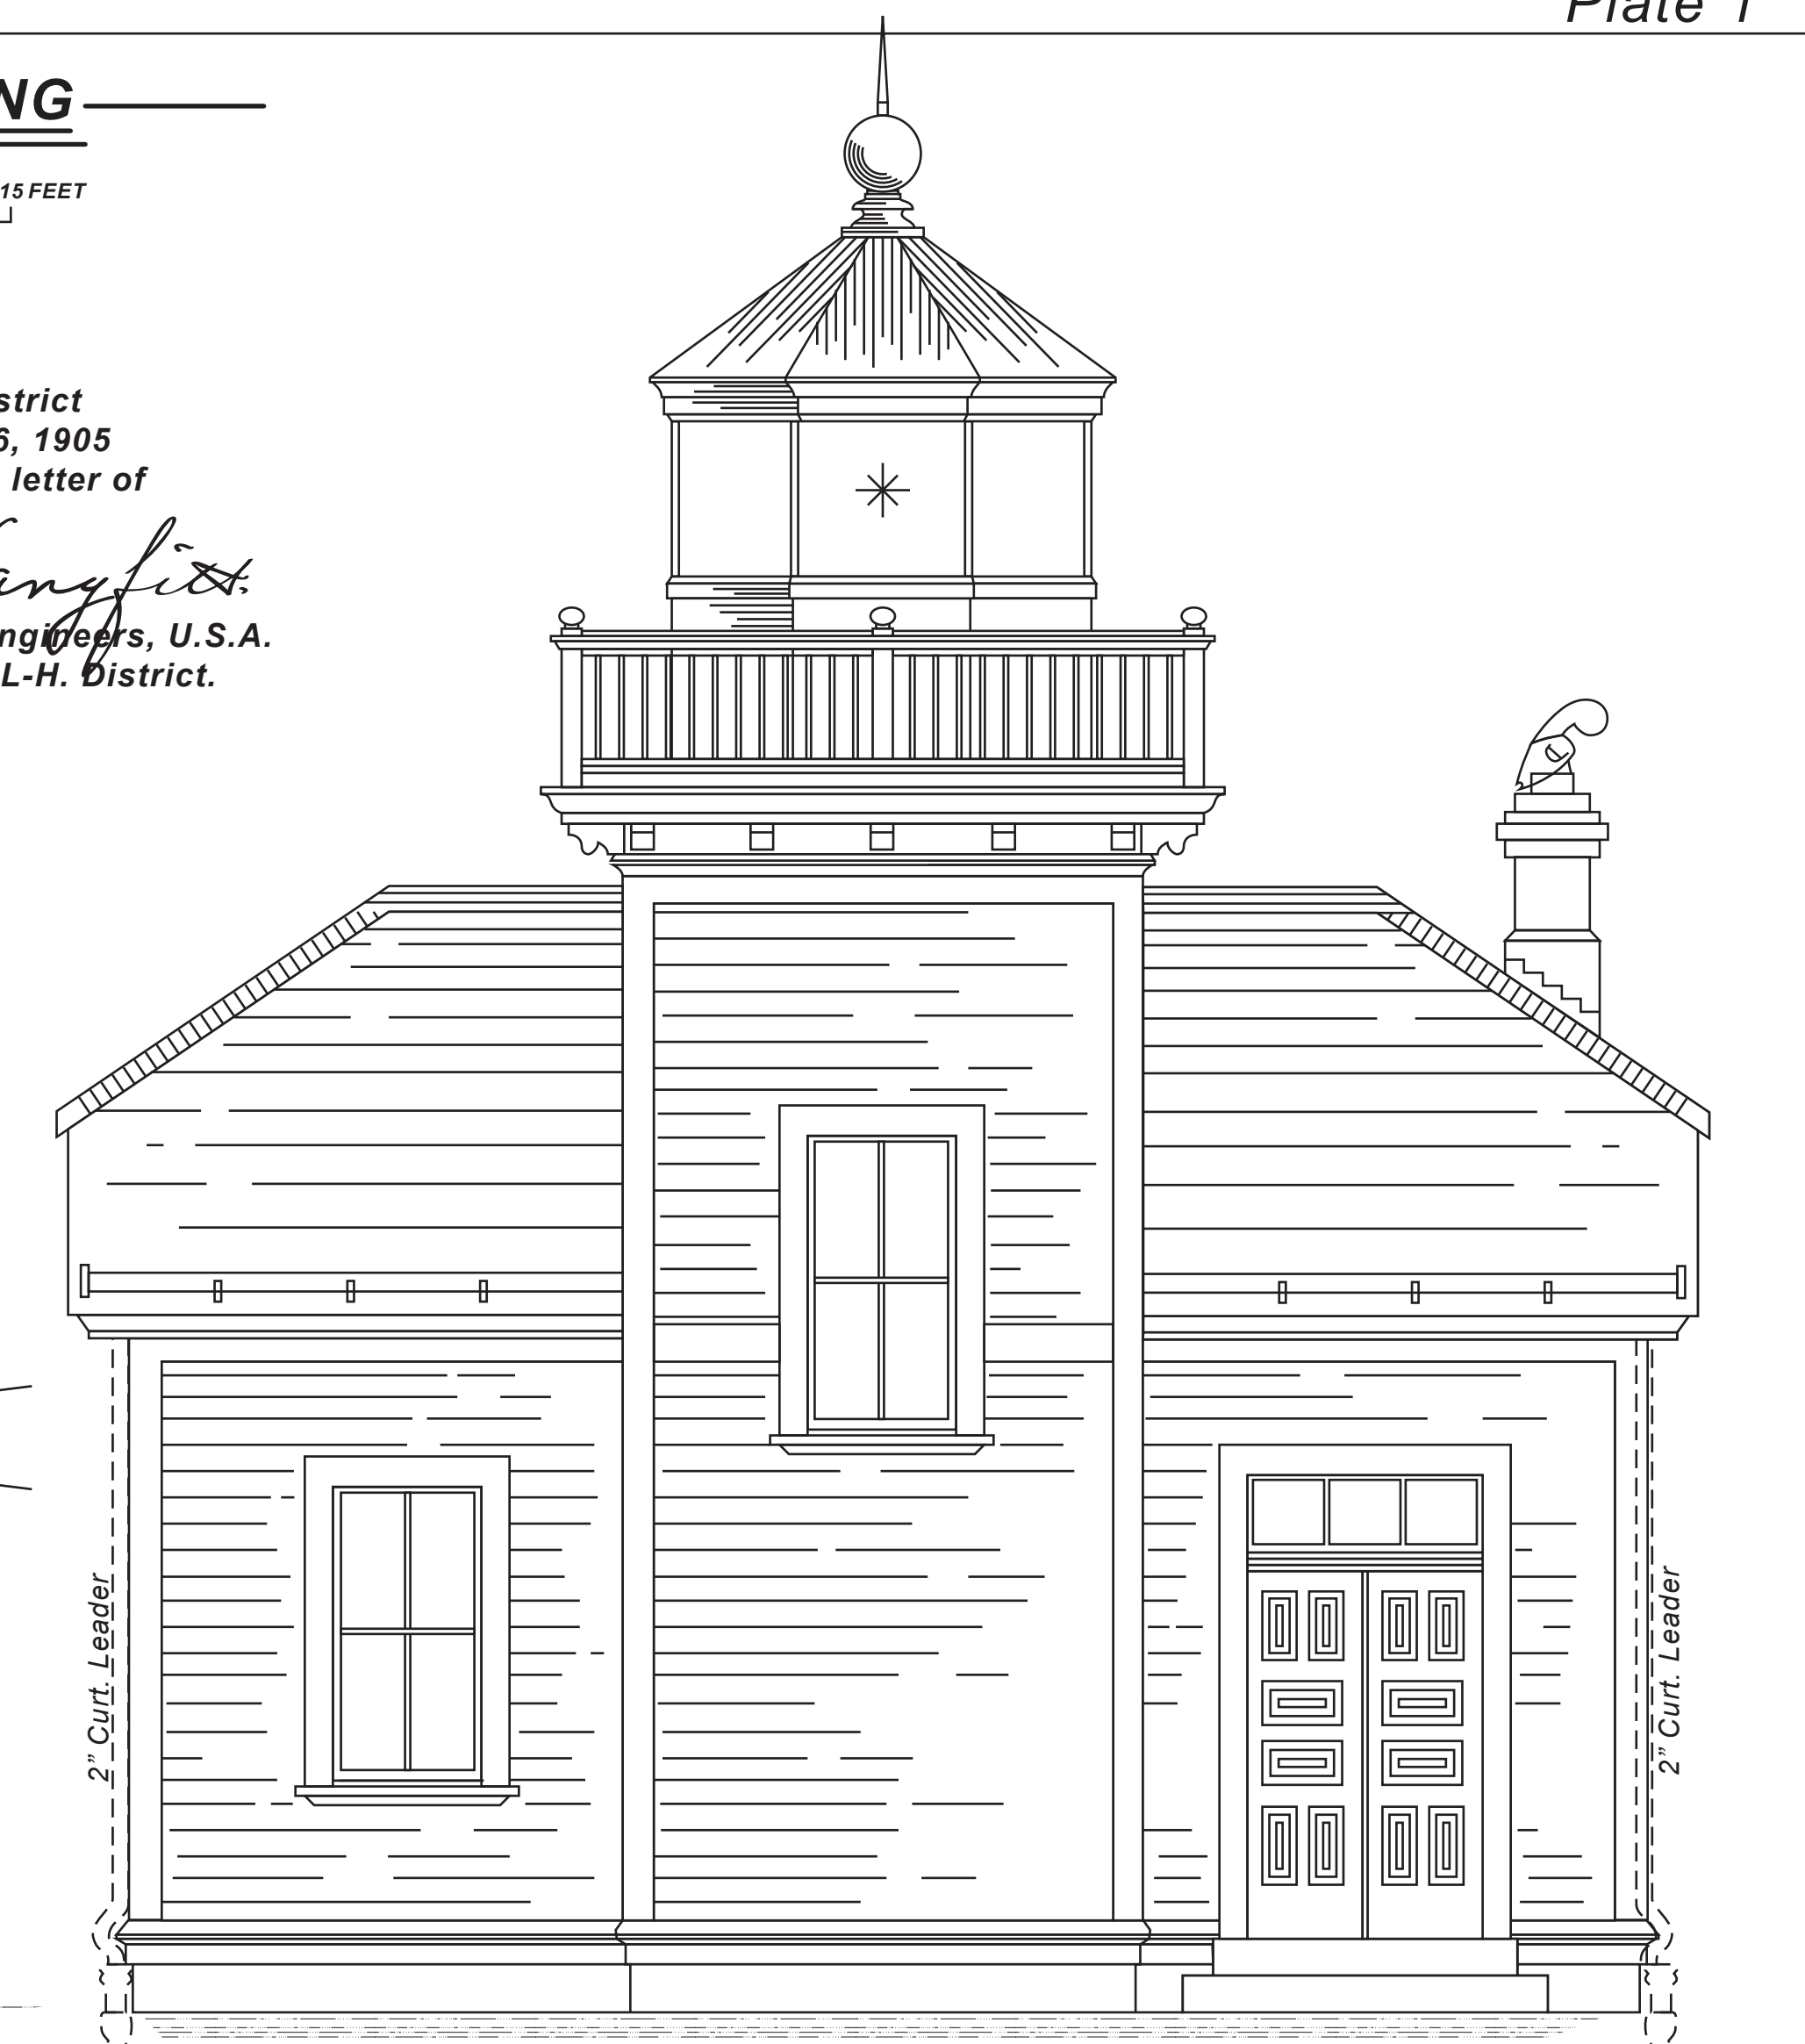 Plate 1
NG
15 FEET
strict
6, 1905
letter of
ngineers, U.S.A.
L-H. District.
2” Curt. Leader
2” Curt. Leader